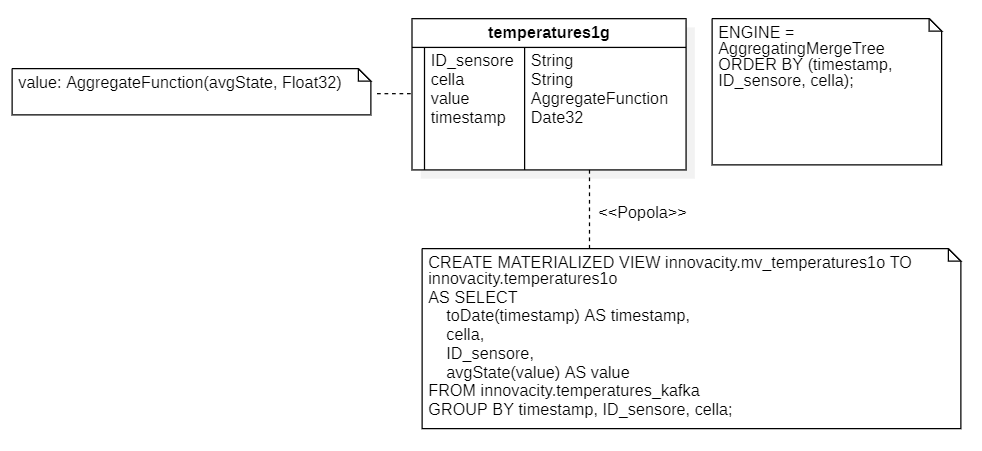 temperatures1g
ID_sensore String
cella String
value AggregateFunction
timestamp Date32
value: AggregateFunction(avgState, Float32)
ENGINE =
AggregatingMergeTree
ORDER BY (timestamp,
ID_sensore, cella);
<<Popola>>
CREATE MATERIALIZED VIEW innovacity.mv_temperatures1o TO
innovacity.temperatures1o
AS SELECT
toDate(timestamp) AS timestamp,
cella,
ID_sensore,
avgState(value) AS value
FROM innovacity.temperatures_kafka
GROUP BY timestamp, ID_sensore, cella;